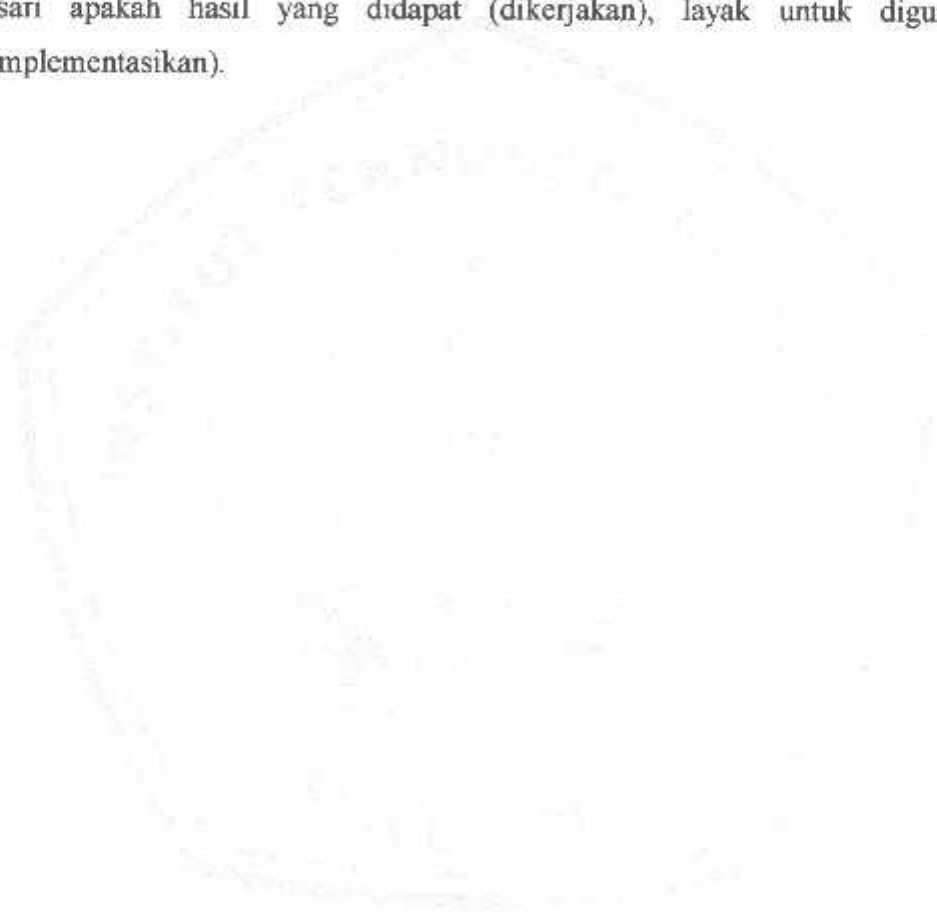 sari apakah hasil yang didapat (dikerjakan), layak untuk digu
mplementasikan).